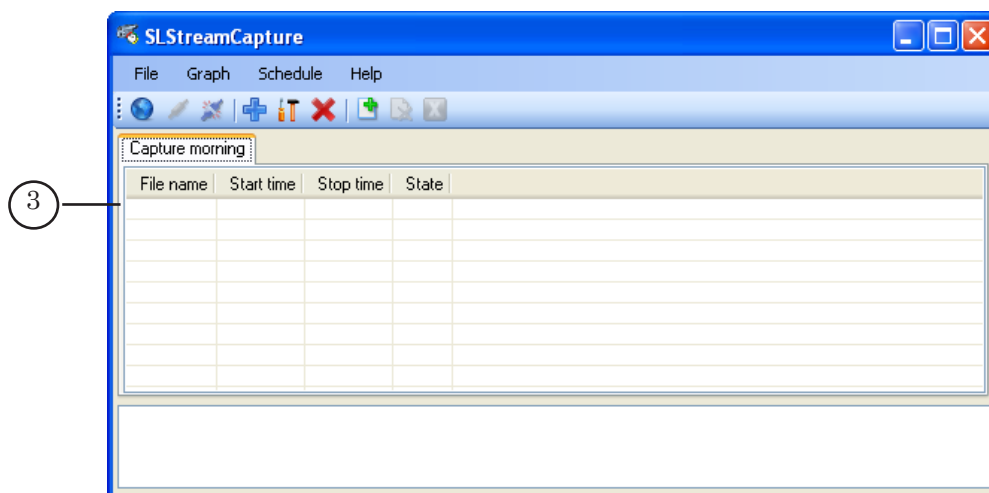 SLStreamCapture
File Graph Schedule Help
Capture morning
File name Start time Stop time State
3